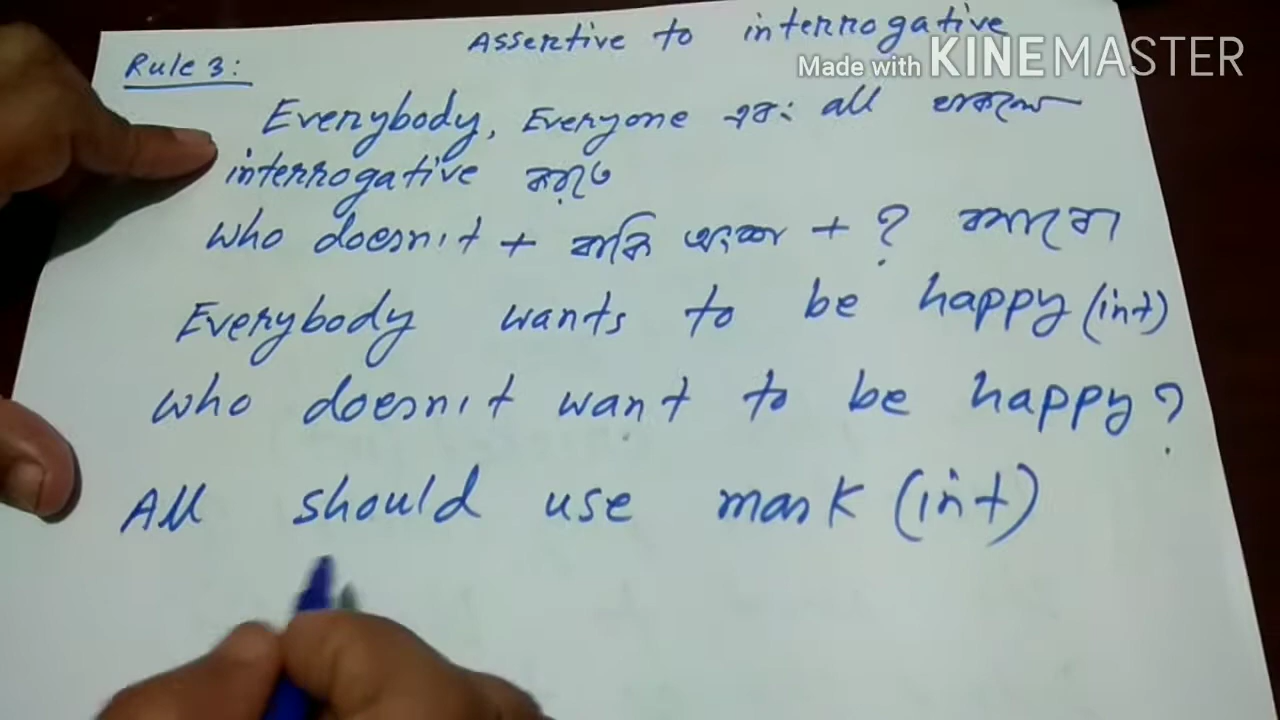 Assertive to interrogative
Made with KINEMASTER
Rule 3:
Everybody, Everyone এবং all থাকলে
interrogative করতে
who doesn't + বাকি অংশ + ? বসাবো
Everybody wants to be happy (int)
who doesn't want to be happy?
All should use mask (int)